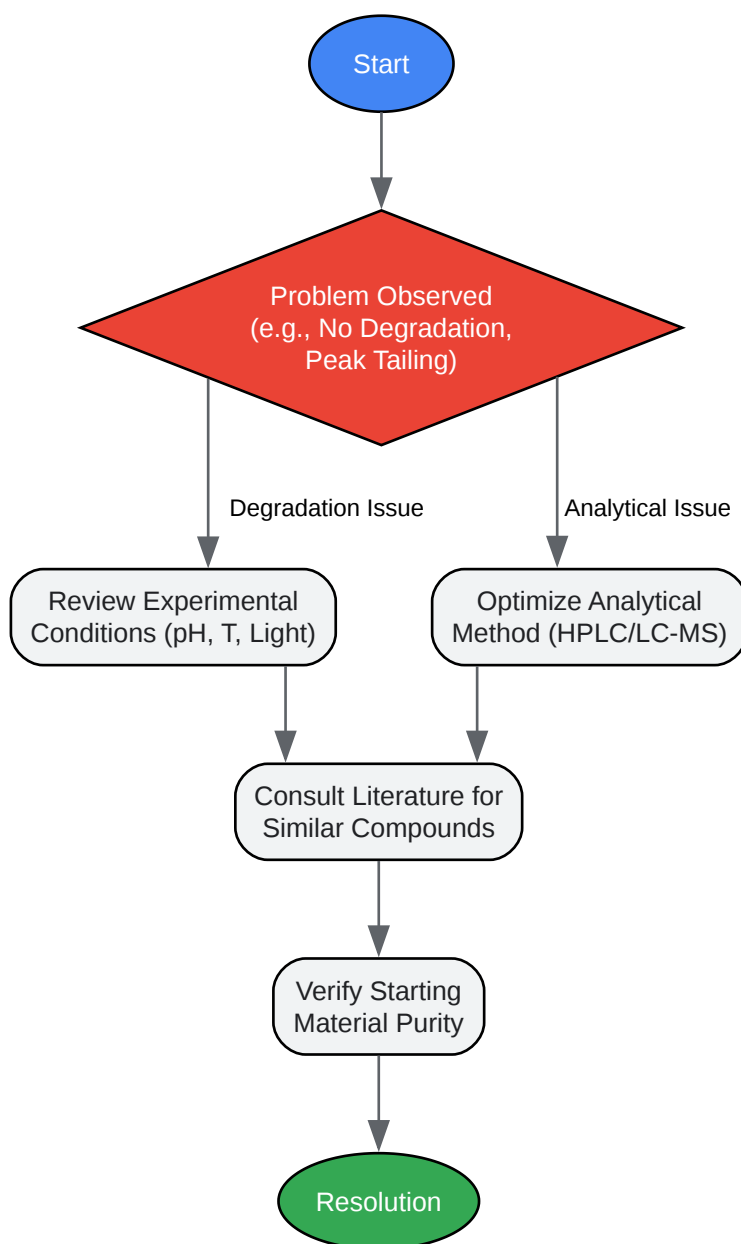 Start
Problem Observed
(e.g., No Degradation,
Peak Tailing)
Degradation Issue
Analytical Issue
Review Experimental
Conditions (pH, T, Light)
Optimize Analytical
Method (HPLC/LC-MS)
Consult Literature for
Similar Compounds
Verify Starting
Material Purity
Resolution